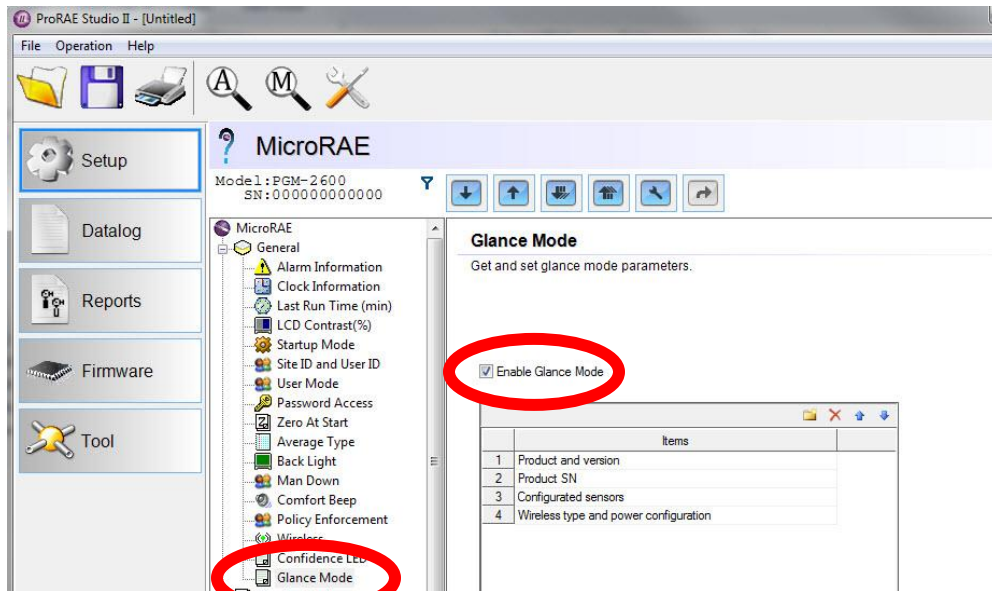 ProRAE Studio II - [Untitled]
File Operation Help
A M
Setup
Datalog
Reports
Firmware
Tool
MicroRAE
Model:PGM-2600
SN:000000000000
MicroRAE
General
Alarm Information
Clock Information
Last Run Time (min)
LCD Contrast(%)
Startup Mode
Site ID and User ID
User Mode
Password Access
Zero At Start
Average Type
Back Light
Man Down
Comfort Beep
Policy Enforcement
Wireless
Confidence LED
Glance Mode
Glance Mode
Get and set glance mode parameters.
Enable Glance Mode
Items
1 Product and version
2 Product SN
3 Configurated sensors
4 Wireless type and power configuration